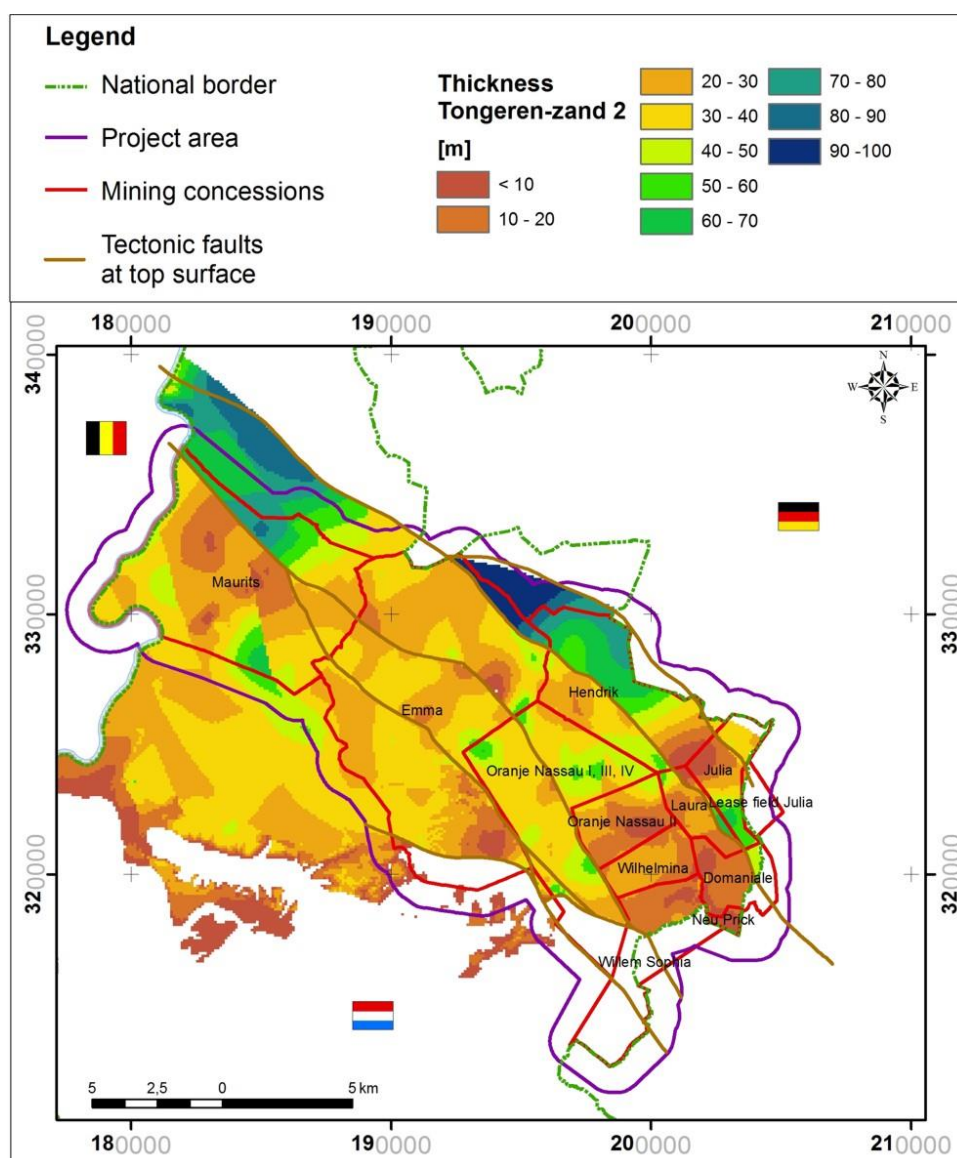 Legend
National border
Project area
Mining concessions
Tectonic faults
at top surface
Thickness
Tongeren-zand 2
[m]
< 10
10 - 20
20 - 30
30 - 40
40 - 50
50 - 60
60 - 70
70 - 80
80 - 90
90 -100
180000
190000
200000
210000
340000
340000
N
W
E
S
Maurits
330000
330000
Hendrik
Emma
Oranje Nassau I, III, IV
Julia
Laura
Lease field Julia
Oranje Nassau II
Wilhelmina
Domaniale
320000
320000
Neu Prick
Willem Sophia
5
2,5
0
5 km
180000
190000
200000
210000